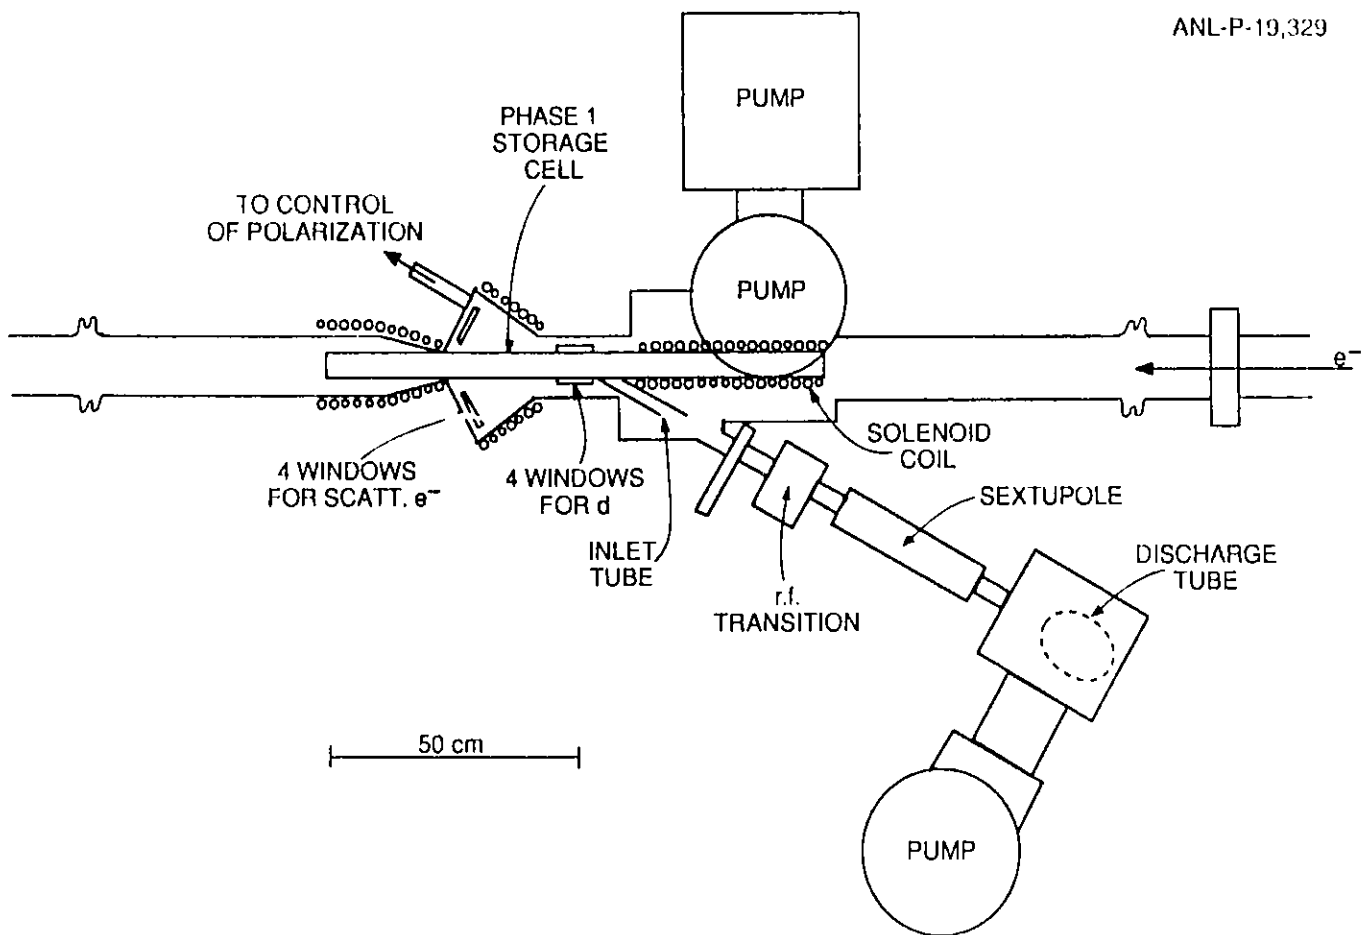 ANL-P-19,329
PUMP
PHASE 1
STORAGE
CELL
TO CONTROL
OF POLARIZATION
PUMP
e⁻
SOLENOID
COIL
4 WINDOWS
FOR SCATT. e⁻
4 WINDOWS
FOR d
SEXTUPOLE
INLET
TUBE
DISCHARGE
TUBE
r.f.
TRANSITION
50 cm
PUMP